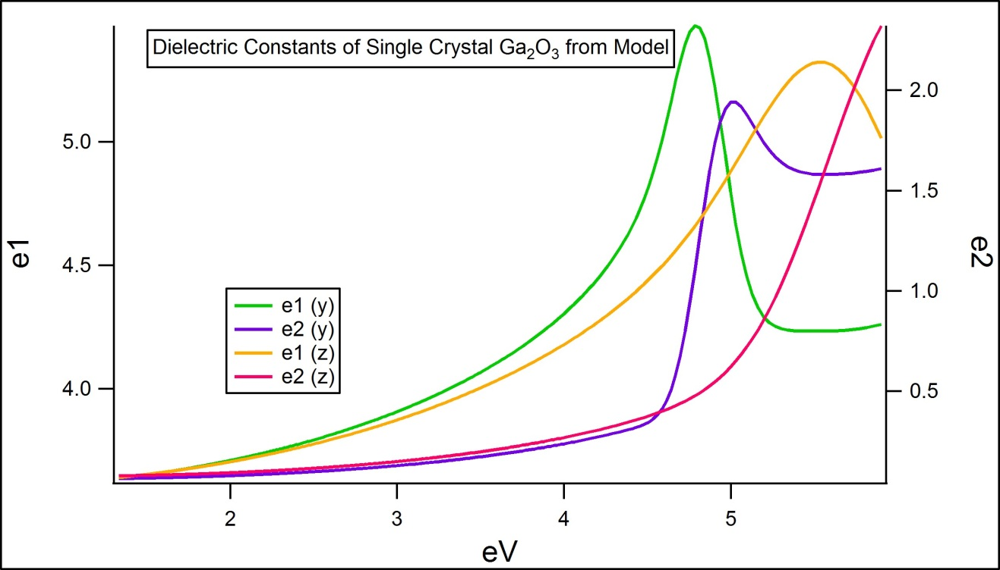 Dielectric Constants of Single Crystal Ga₂O₃ from Model
e1
5.0
4.5
4.0
e1 (y)
e2 (y)
e1 (z)
e2 (z)
2.0
1.5
1.0
0.5
e2
2 3 4 5
eV